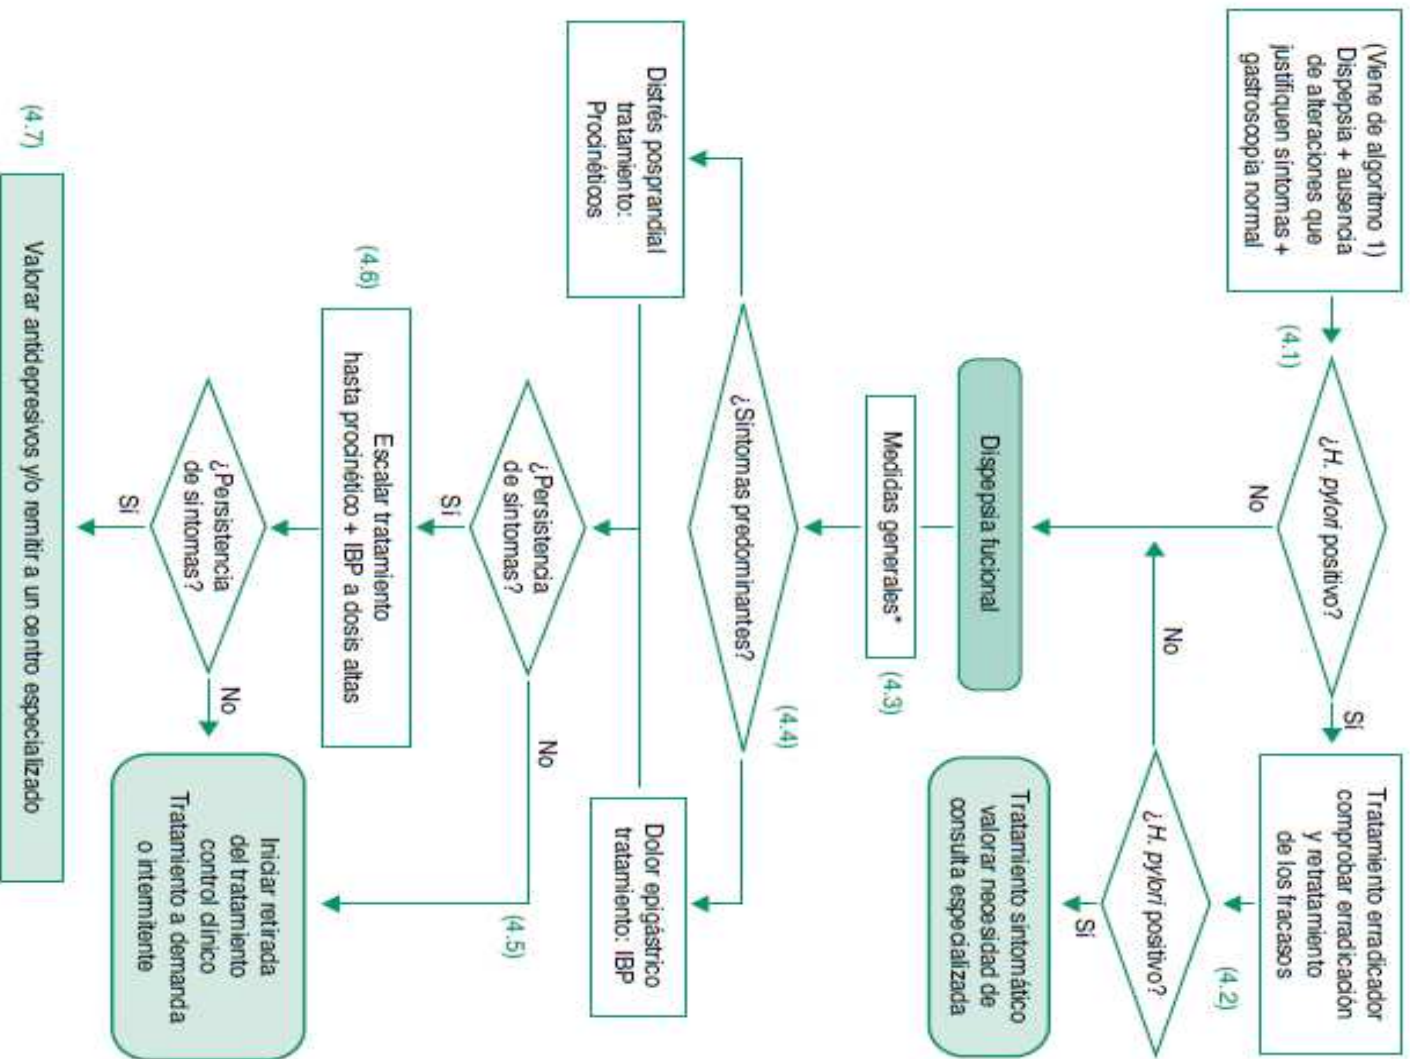 (Viene de algoritmo 1)
Dispepsia + ausencia
de alteraciones que
justifiquen síntomas +
gastroscopia normal
(4.1)
¿H. pylori positivo?
Sí
No
Tratamiento erradicador
comprobar erradicación
y retratamiento
de los fracasos
(4.2)
¿H. pylori positivo?
No
Sí
Tratamiento sintomático
valorar necesidad de
consulta especializada
Dispepsia fucional
Medidas generales*
(4.3)
¿Síntomas predominantes?
(4.4)
Distrés posprandial
tratamiento:
Procinéticos
Dolor epigástrico
tratamiento: IBP
¿Persistencia
de síntomas?
Sí
No
(4.5)
(4.6)
Escalar tratamiento
hasta procinético + IBP a dosis altas
¿Persistencia
de síntomas?
No
Sí
Iniciar retirada
del tratamiento
control clínico
Tratamiento a demanda
o intermitente
(4.7)
Valorar antidepresivos y/o remitir a un centro especializado